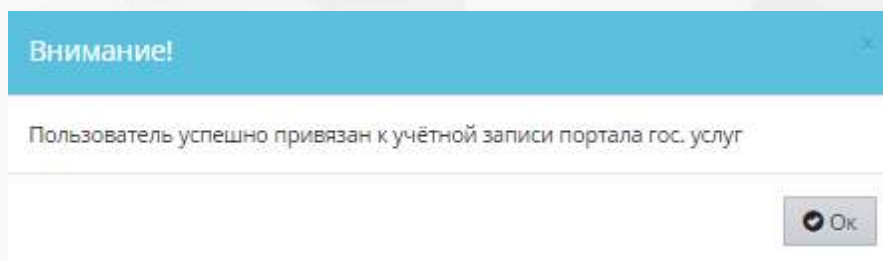 Внимание!
Пользователь успешно привязан к учётной записи портала гос. услуг
Ок